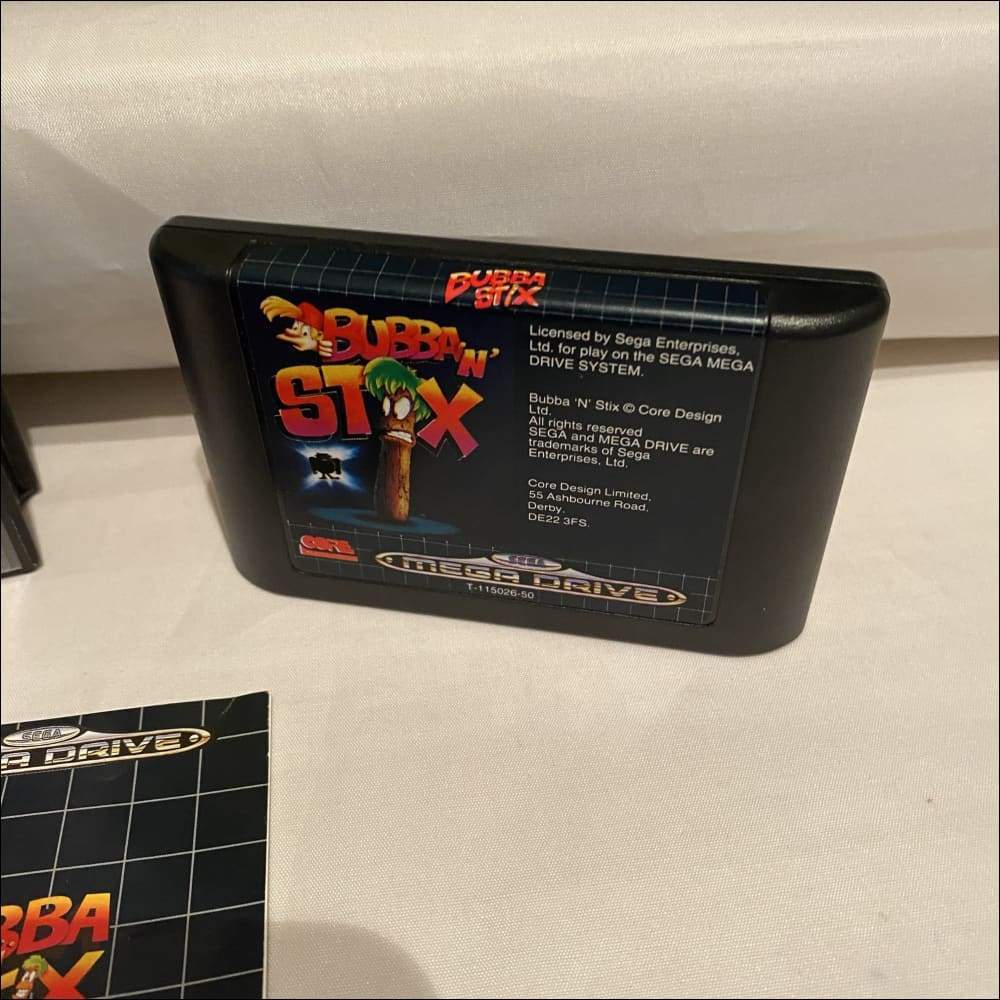 BUBBA
STIX
BUBBA 'N'
STIX
Licensed by Sega Enterprises,
Ltd. for play on the SEGA MEGA
DRIVE SYSTEM.
Bubba 'N' Stix © Core Design
Ltd.
All rights reserved
SEGA and MEGA DRIVE are
trademarks of Sega
Enterprises, Ltd.
Core Design Limited,
55 Ashbourne Road,
Derby.
DE22 3FS.
CORE
SEGA
MEGA DRIVE
T-115026-50
SEGA
A DRIVE
BBA
IX